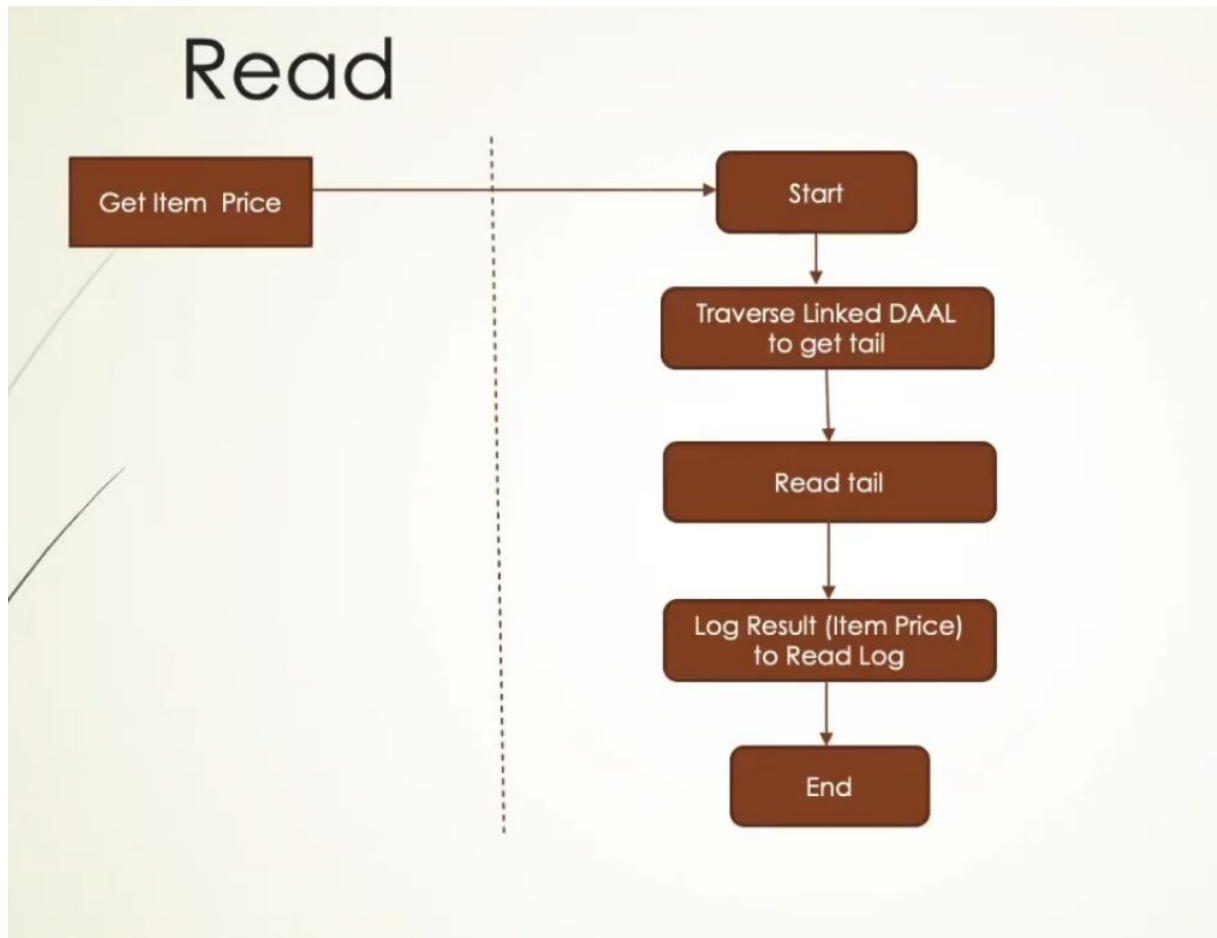 Read
Get Item Price
Start
Traverse Linked DAAL
to get tail
Read tail
Log Result (Item Price)
to Read Log
End